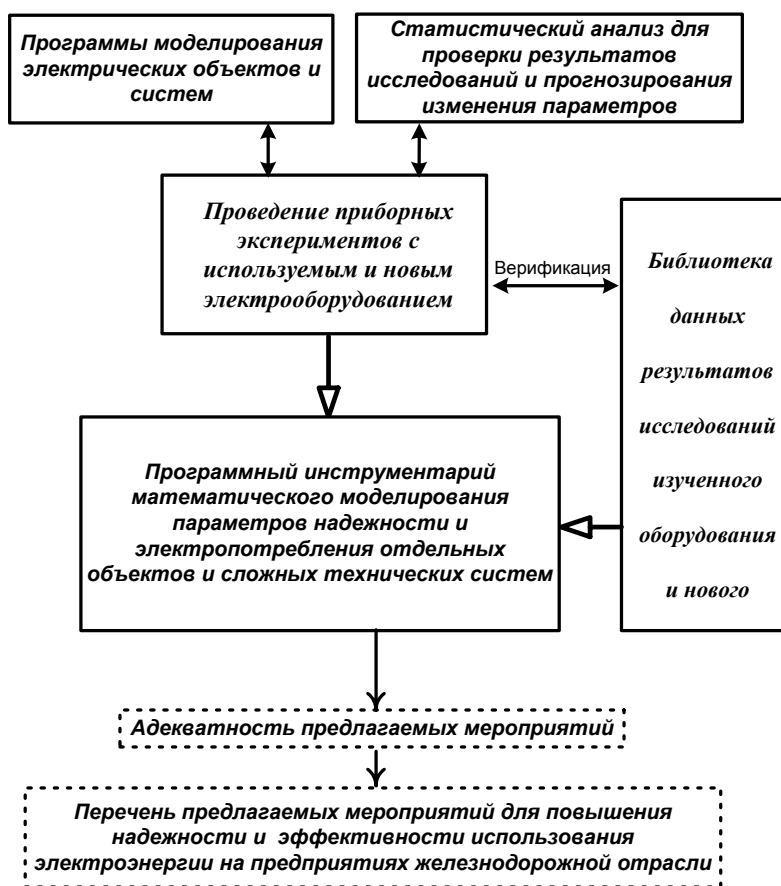 Программы моделирования
электрических объектов и
систем
Статистический анализ для
проверки результатов
исследований и прогнозирования
изменения параметров
Проведение приборных
экспериментов с
используемым и новым
электрооборудованием
Верификация
Библиотека
данных
результатов
исследований
изученного
оборудования
и нового
Программный инструментарий
математического моделирования
параметров надежности и
электропотребления отдельных
объектов и сложных технических систем
Адекватность предлагаемых мероприятий
Перечень предлагаемых мероприятий для повышения
надежности и эффективности использования
электроэнергии на предприятиях железнодорожной отрасли